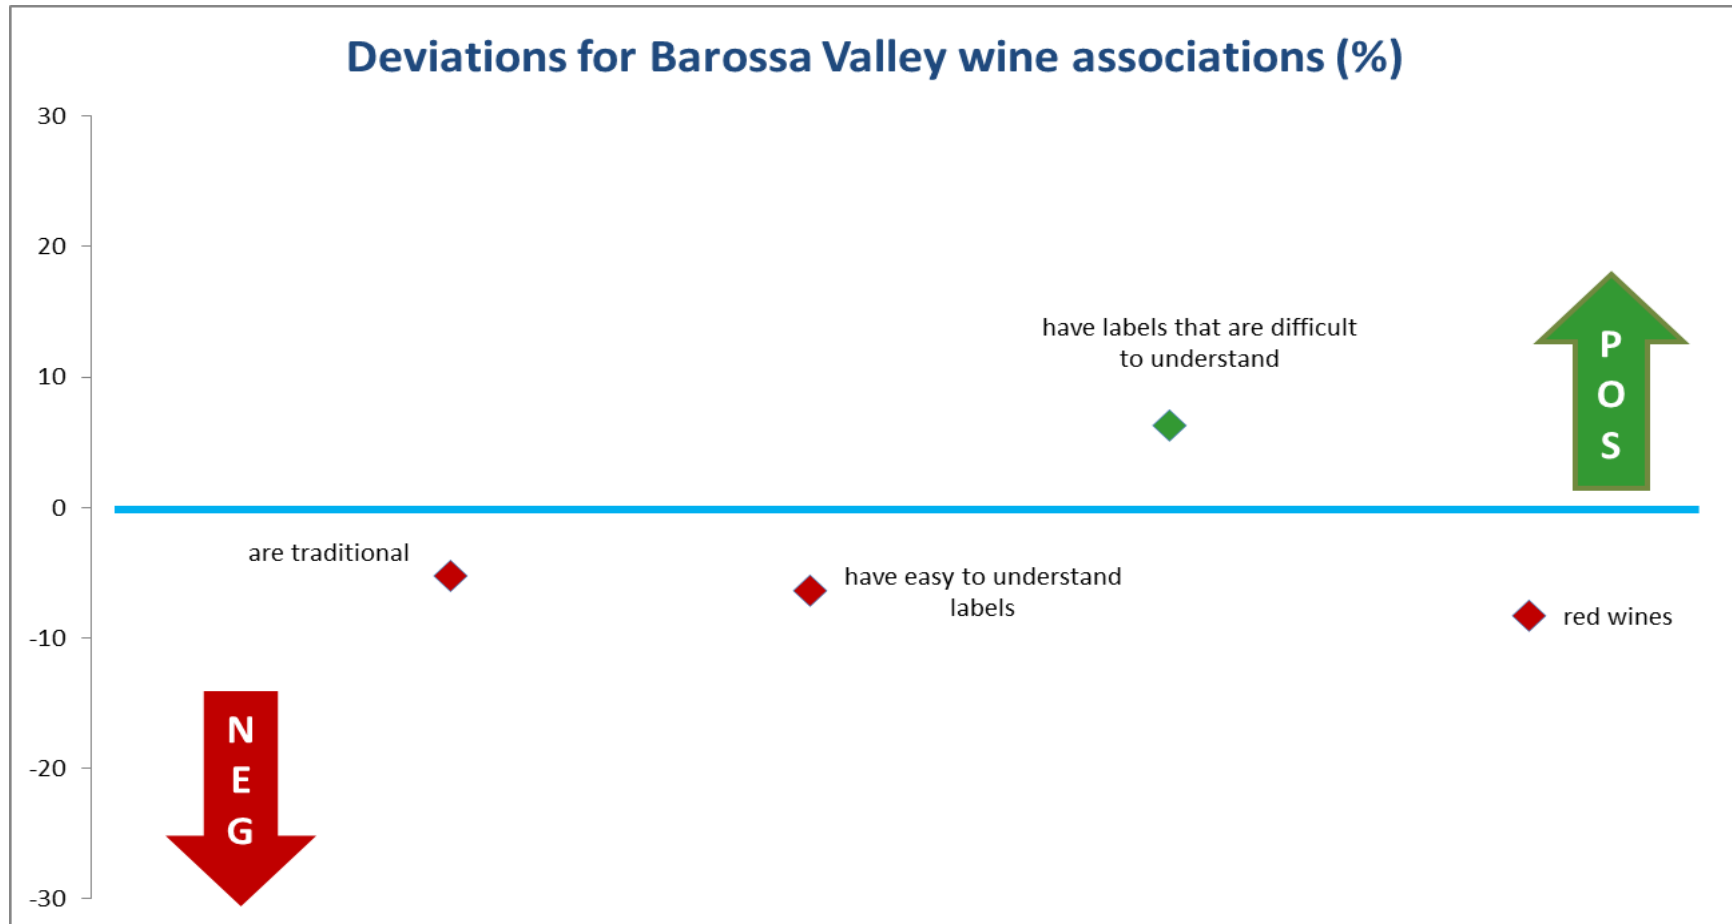 Deviations for Barossa Valley wine associations (%)
30
20
10
0
-10
-20
-30
have labels that are difficult
to understand
P
O
S
are traditional
have easy to understand
labels
red wines
N
E
G